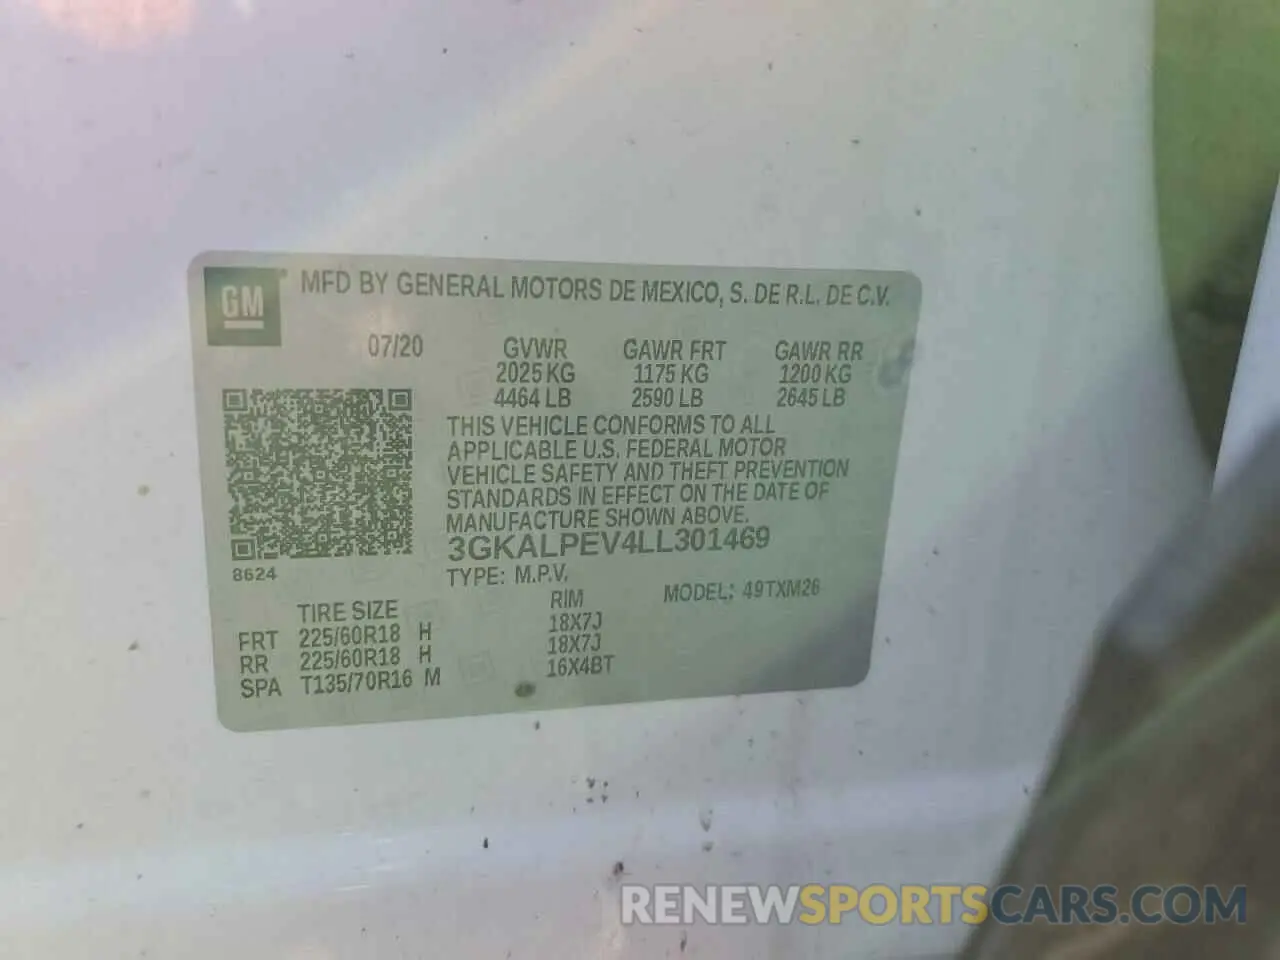 GM MFD BY GENERAL MOTORS DE MEXICO, S. DE R.L. DE C.V.
07/20 GVWR GAWR FRT GAWR RR
2025 KG 1175 KG 1200 KG
4464 LB 2590 LB 2645 LB
THIS VEHICLE CONFORMS TO ALL
APPLICABLE U.S. FEDERAL MOTOR
VEHICLE SAFETY AND THEFT PREVENTION
STANDARDS IN EFFECT ON THE DATE OF
MANUFACTURE SHOWN ABOVE.
3GKALPEV4LL301469
8624
TYPE: M.P.V. MODEL: 49TXM26
TIRE SIZE RIM
FRT 225/60R18 H 18X7J
RR 225/60R18 H 18X7J
SPA T135/70R16 M 16X4BT
RENEWSPORTSCARS.COM